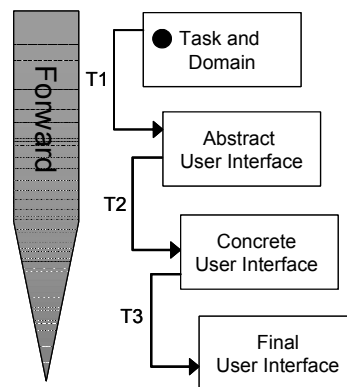 Forward
Task and
Domain
T1
Abstract
User Interface
T2
Concrete
User Interface
T3
Final
User Interface